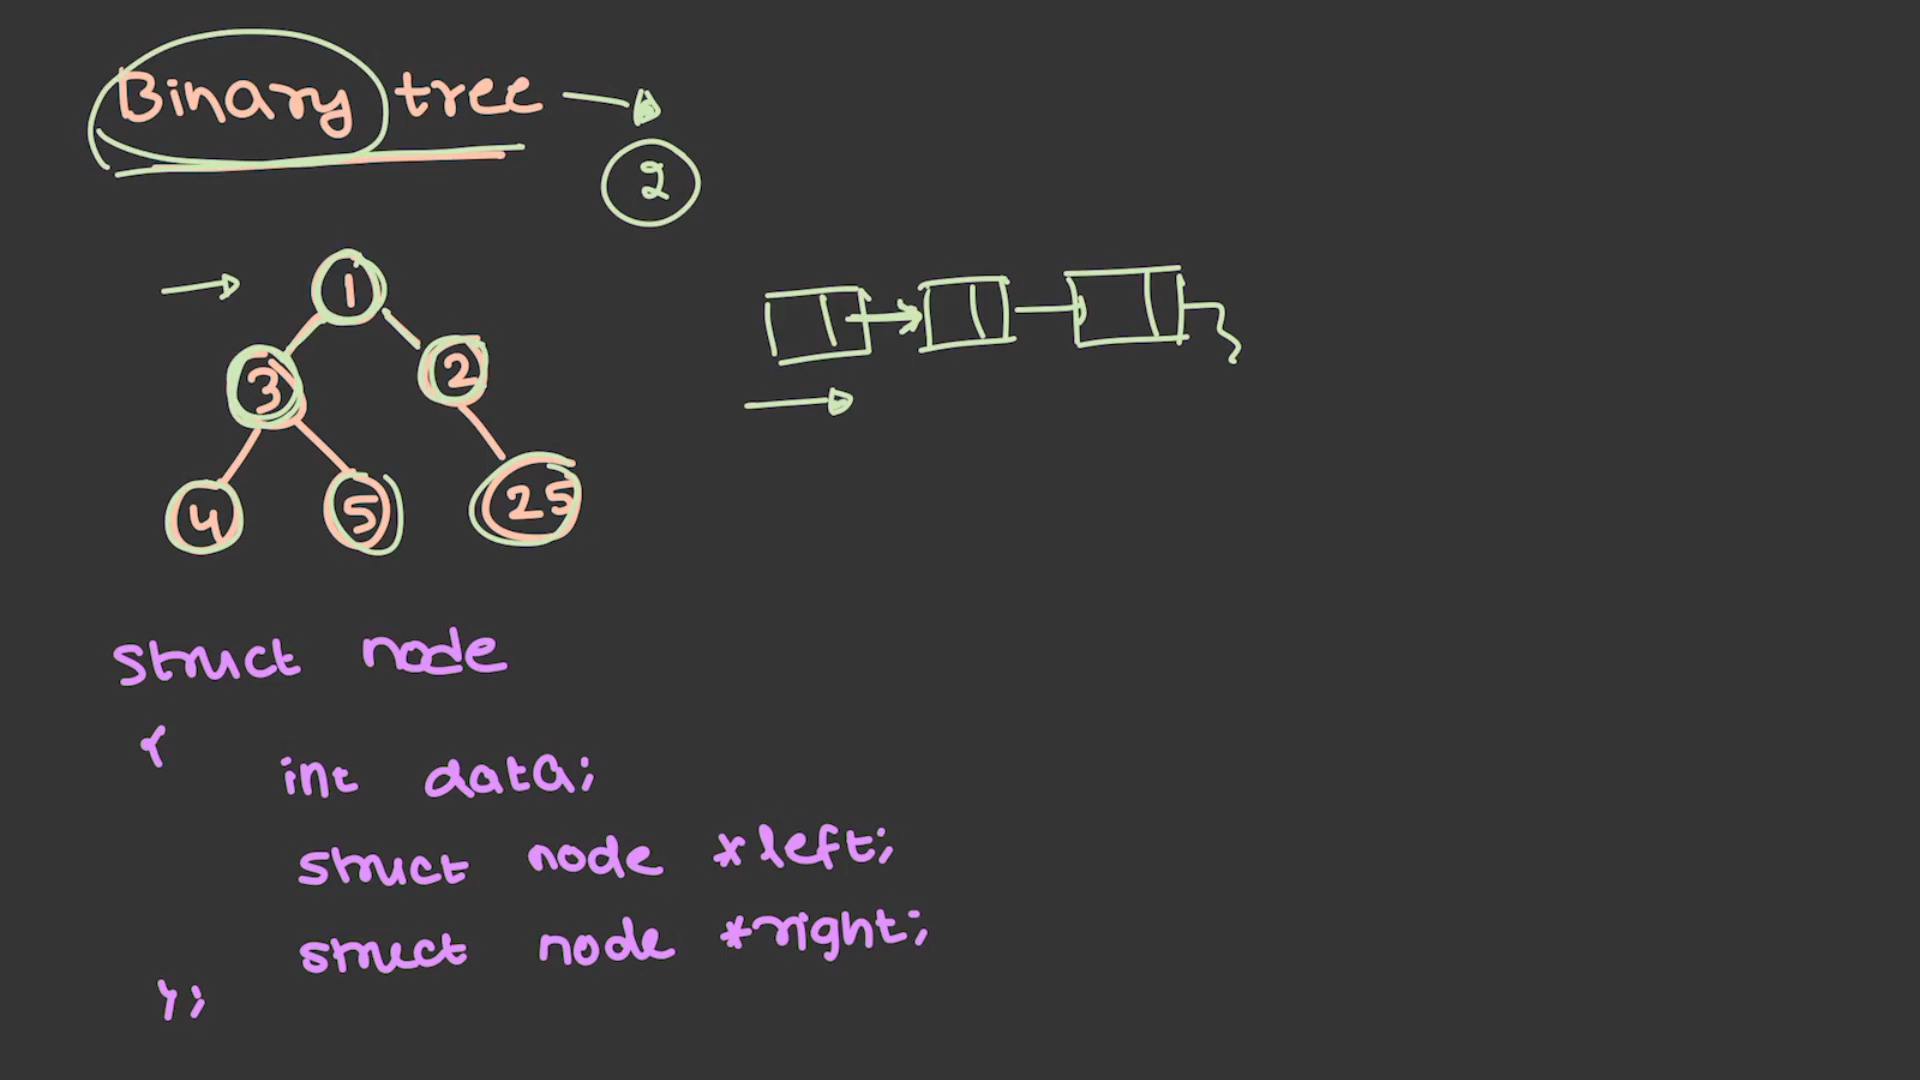 Binary tree
2
1
3 2
4 5 25
struct node
{
int data;
struct node *left;
struct node *right;
};